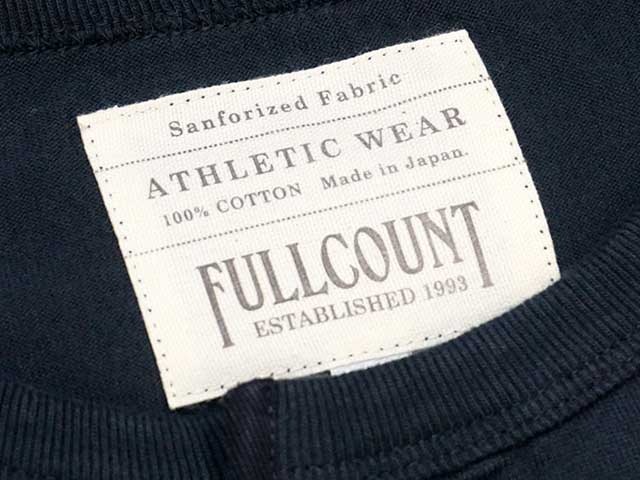 Sanforized Fabric
ATHLETIC WEAR
100% COTTON Made in Japan.
FULLCOUNT
ESTABLISHED 1993